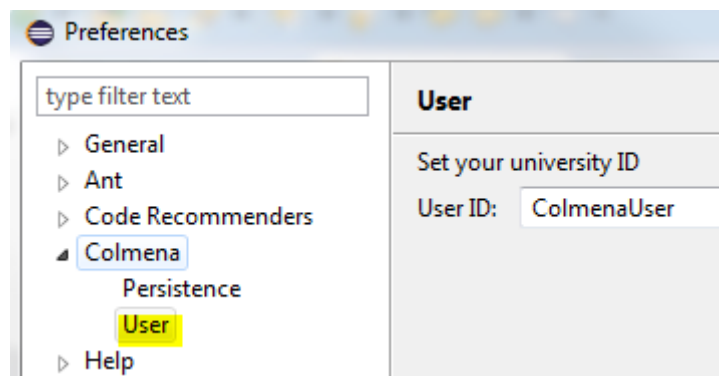 Preferences
type filter text
General
Ant
Code Recommenders
Colmena
Persistence
User
Help
User
Set your university ID
User ID: ColmenaUser